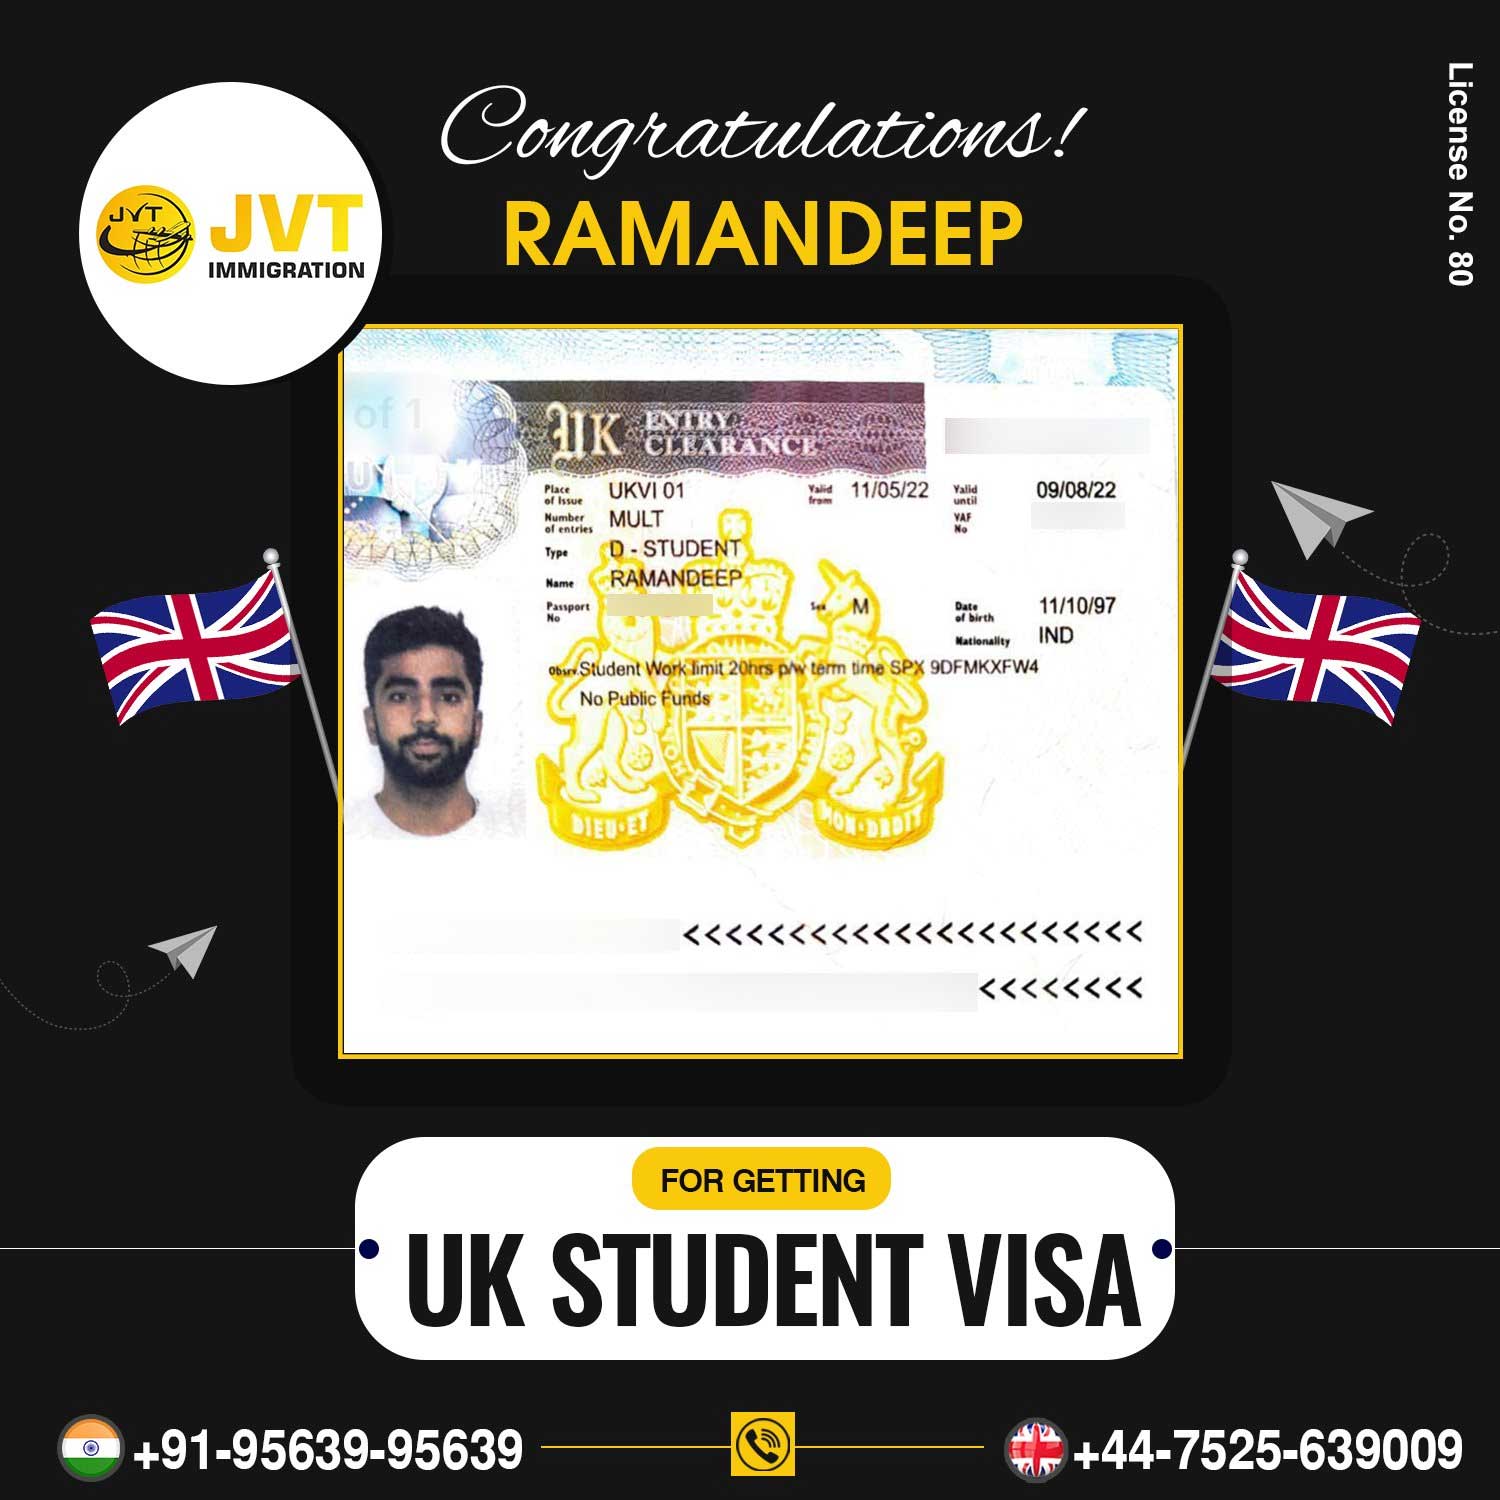 License No. 80
Congratulations!
RAMANDEEP
JVT
JVT
IMMIGRATION
of 1
UK ENTRY
CLEARANCE
Place of Issue UKVI 01 Valid from 11/05/22 Valid until 09/08/22
Number of entries MULT VAF No
Type D - STUDENT
Name RAMANDEEP
Passport No Sex M Date of birth 11/10/97
Nationality IND
Obsrv. Student Work limit 20hrs p/w term time SPX 9DFMKXFW4
No Public Funds
DIEU·ET MON·DROIT
<<<<<<<<<<<<<<<<<<<<<<
<<<<<<<<
FOR GETTING
UK STUDENT VISA
+91-95639-95639
+44-7525-639009